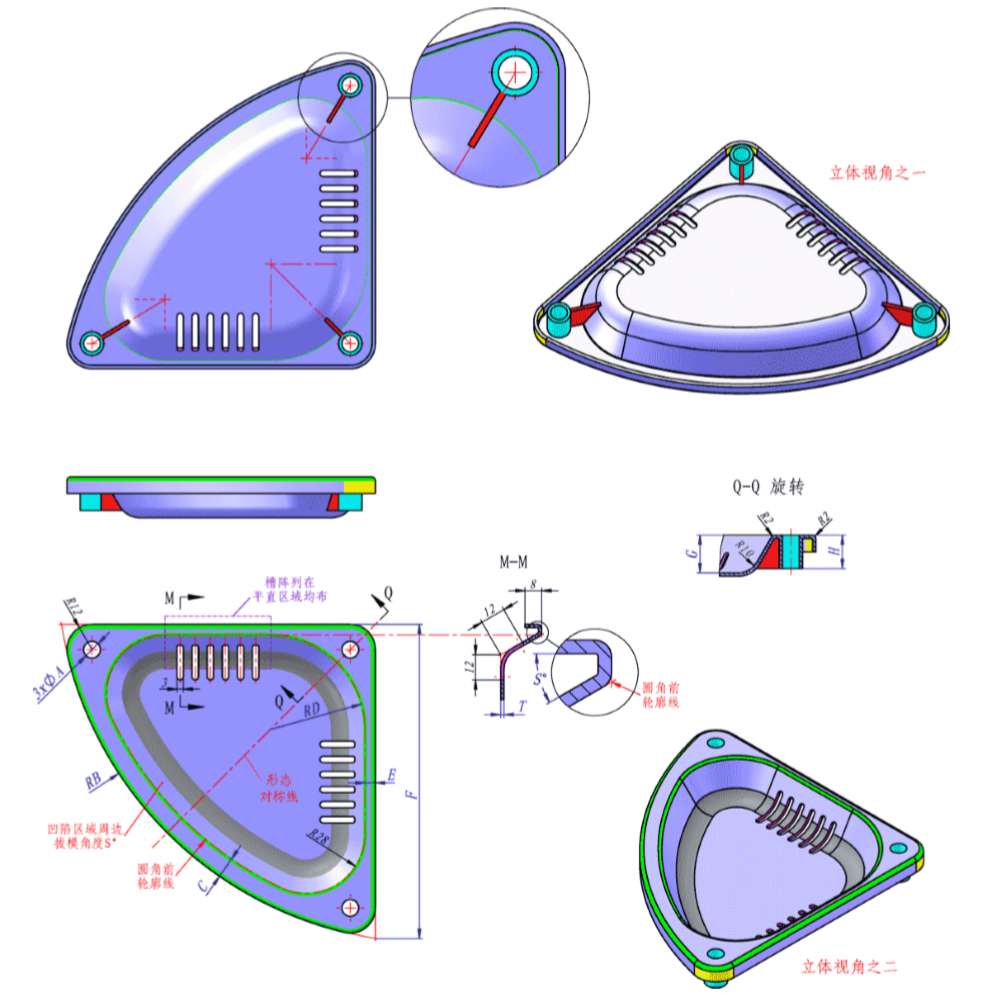 立体视角之一
Q-Q 旋转
R2
R2
R10
G
H
M-M
8
12
12
S°
T
圆角前
轮廓线
槽阵列在
平直区域均布
M
Q
R12
3xΦA
3
M
Q
RD
E
F
形态
对称线
RB
R28
凹陷区域周边
拔模角度S°
圆角前
轮廓线
C
立体视角之二